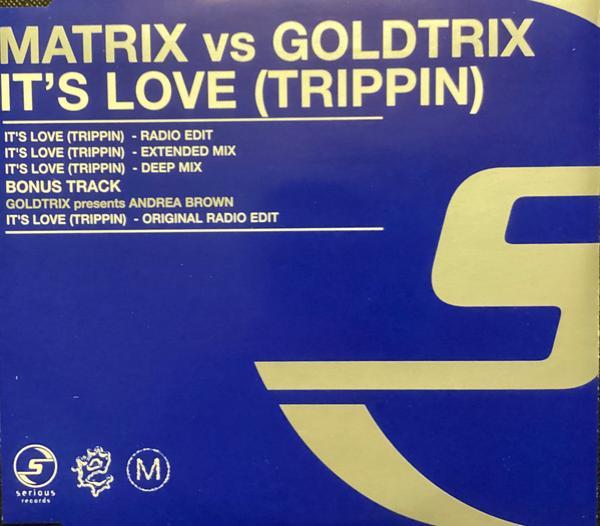 MATRIX vs GOLDTRIX
IT'S LOVE (TRIPPIN)
IT'S LOVE (TRIPPIN) - RADIO EDIT
IT'S LOVE (TRIPPIN) - EXTENDED MIX
IT'S LOVE (TRIPPIN) - DEEP MIX
BONUS TRACK
GOLDTRIX presents ANDREA BROWN
IT'S LOVE (TRIPPIN) - ORIGINAL RADIO EDIT
S
S
serious
records
M